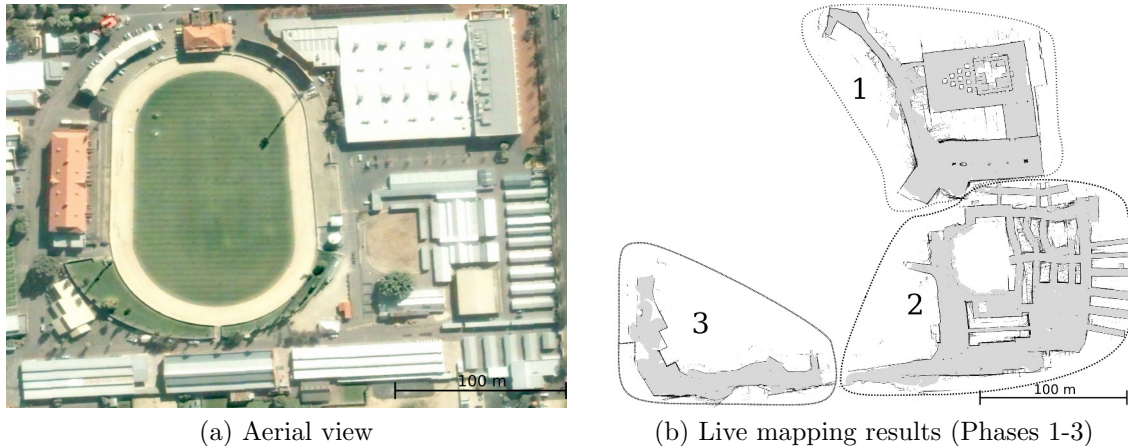 100 m
1
2
3
100 m
(a) Aerial view
(b) Live mapping results (Phases 1-3)